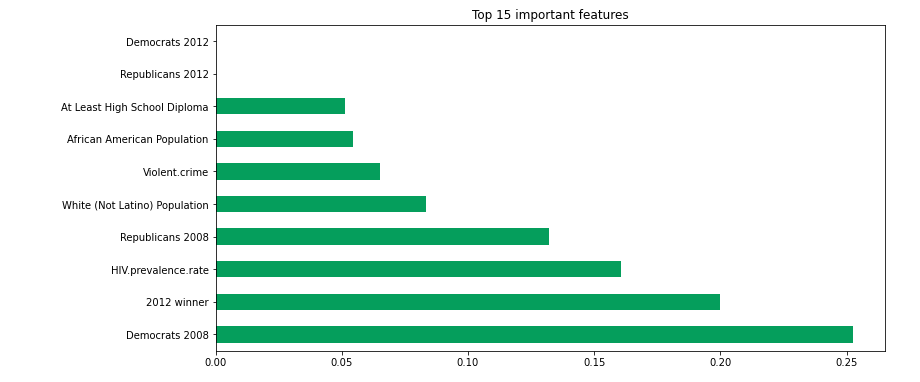 Top 15 important features
Democrats 2012
Republicans 2012
At Least High School Diploma
African American Population
Violent.crime
White (Not Latino) Population
Republicans 2008
HIV.prevalence.rate
2012 winner
Democrats 2008
0.00 0.05 0.10 0.15 0.20 0.25